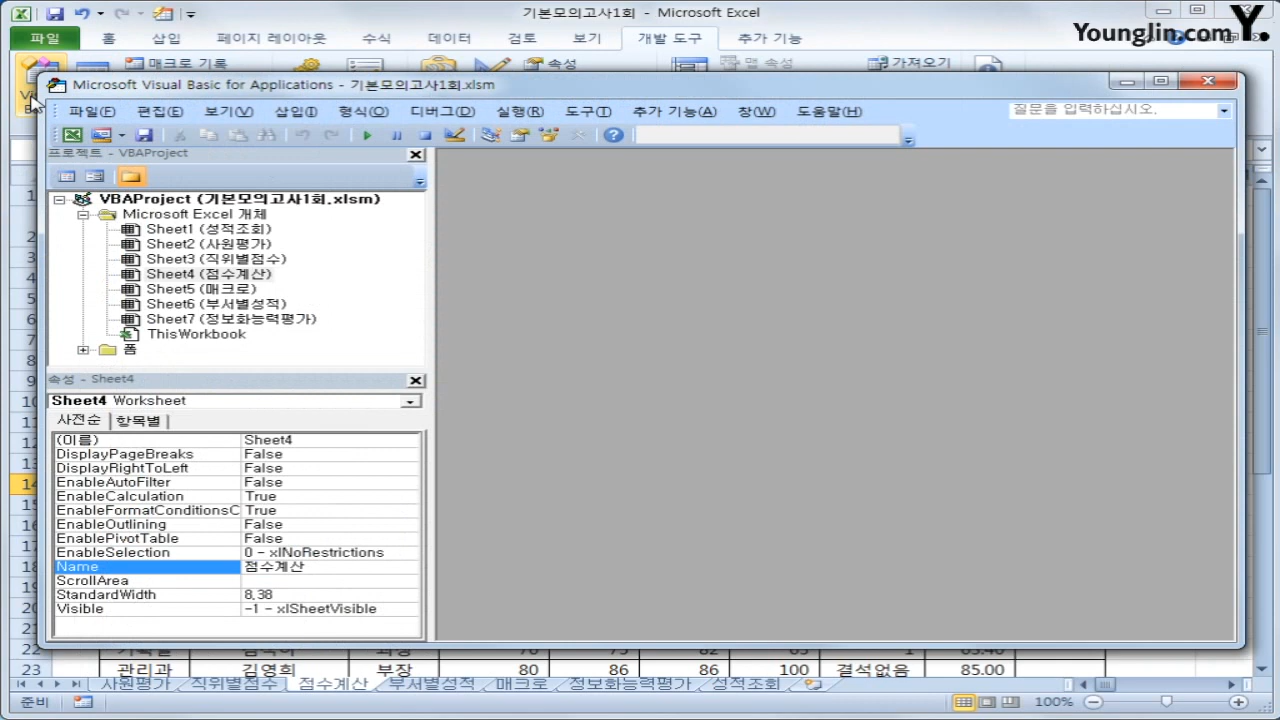 기본모의고사1회 - Microsoft Excel
YoungJin.com Y.
파일 홈 삽입 페이지 레이아웃 수식 데이터 검토 보기 개발 도구 추가 기능
매크로 기록 속성 맵 속성 가져오기
Microsoft Visual Basic for Applications - 기본모의고사1회.xlsm
파일(F) 편집(E) 보기(V) 삽입(I) 형식(O) 디버그(D) 실행(R) 도구(T) 추가 기능(A) 창(W) 도움말(H) 질문을 입력하십시오.
프로젝트 - VBAProject
VBAProject (기본모의고사1회.xlsm)
Microsoft Excel 개체
Sheet1 (성적조회)
Sheet2 (사원평가)
Sheet3 (직위별점수)
Sheet4 (점수계산)
Sheet5 (매크로)
Sheet6 (부서별성적)
Sheet7 (정보화능력평가)
ThisWorkbook
폼
속성 - Sheet4
Sheet4 Worksheet
사전순 항목별
(이름) Sheet4
DisplayPageBreaks False
DisplayRightToLeft False
EnableAutoFilter False
EnableCalculation True
EnableFormatConditionsC True
EnableOutlining False
EnablePivotTable False
EnableSelection 0 - xlNoRestrictions
Name 점수계산
ScrollArea
StandardWidth 8.38
Visible -1 - xlSheetVisible
23 관리과 김영희 부장 80 86 86 100 결석없음 85.00
사원평가 직위별점수 점수계산 부서별성적 매크로 정보화능력평가 성적조회
준비 100%